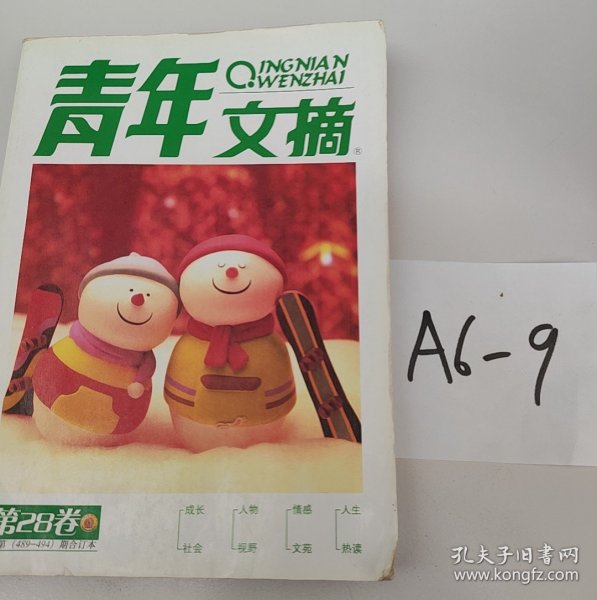 青年文摘
QINGNIAN
WENZHAI
®
A6-9
第28卷
第（489—494）期合订本
成长 人物 情感 人生
社会 视野 文苑 热读
孔夫子旧书网
www.kongfz.com